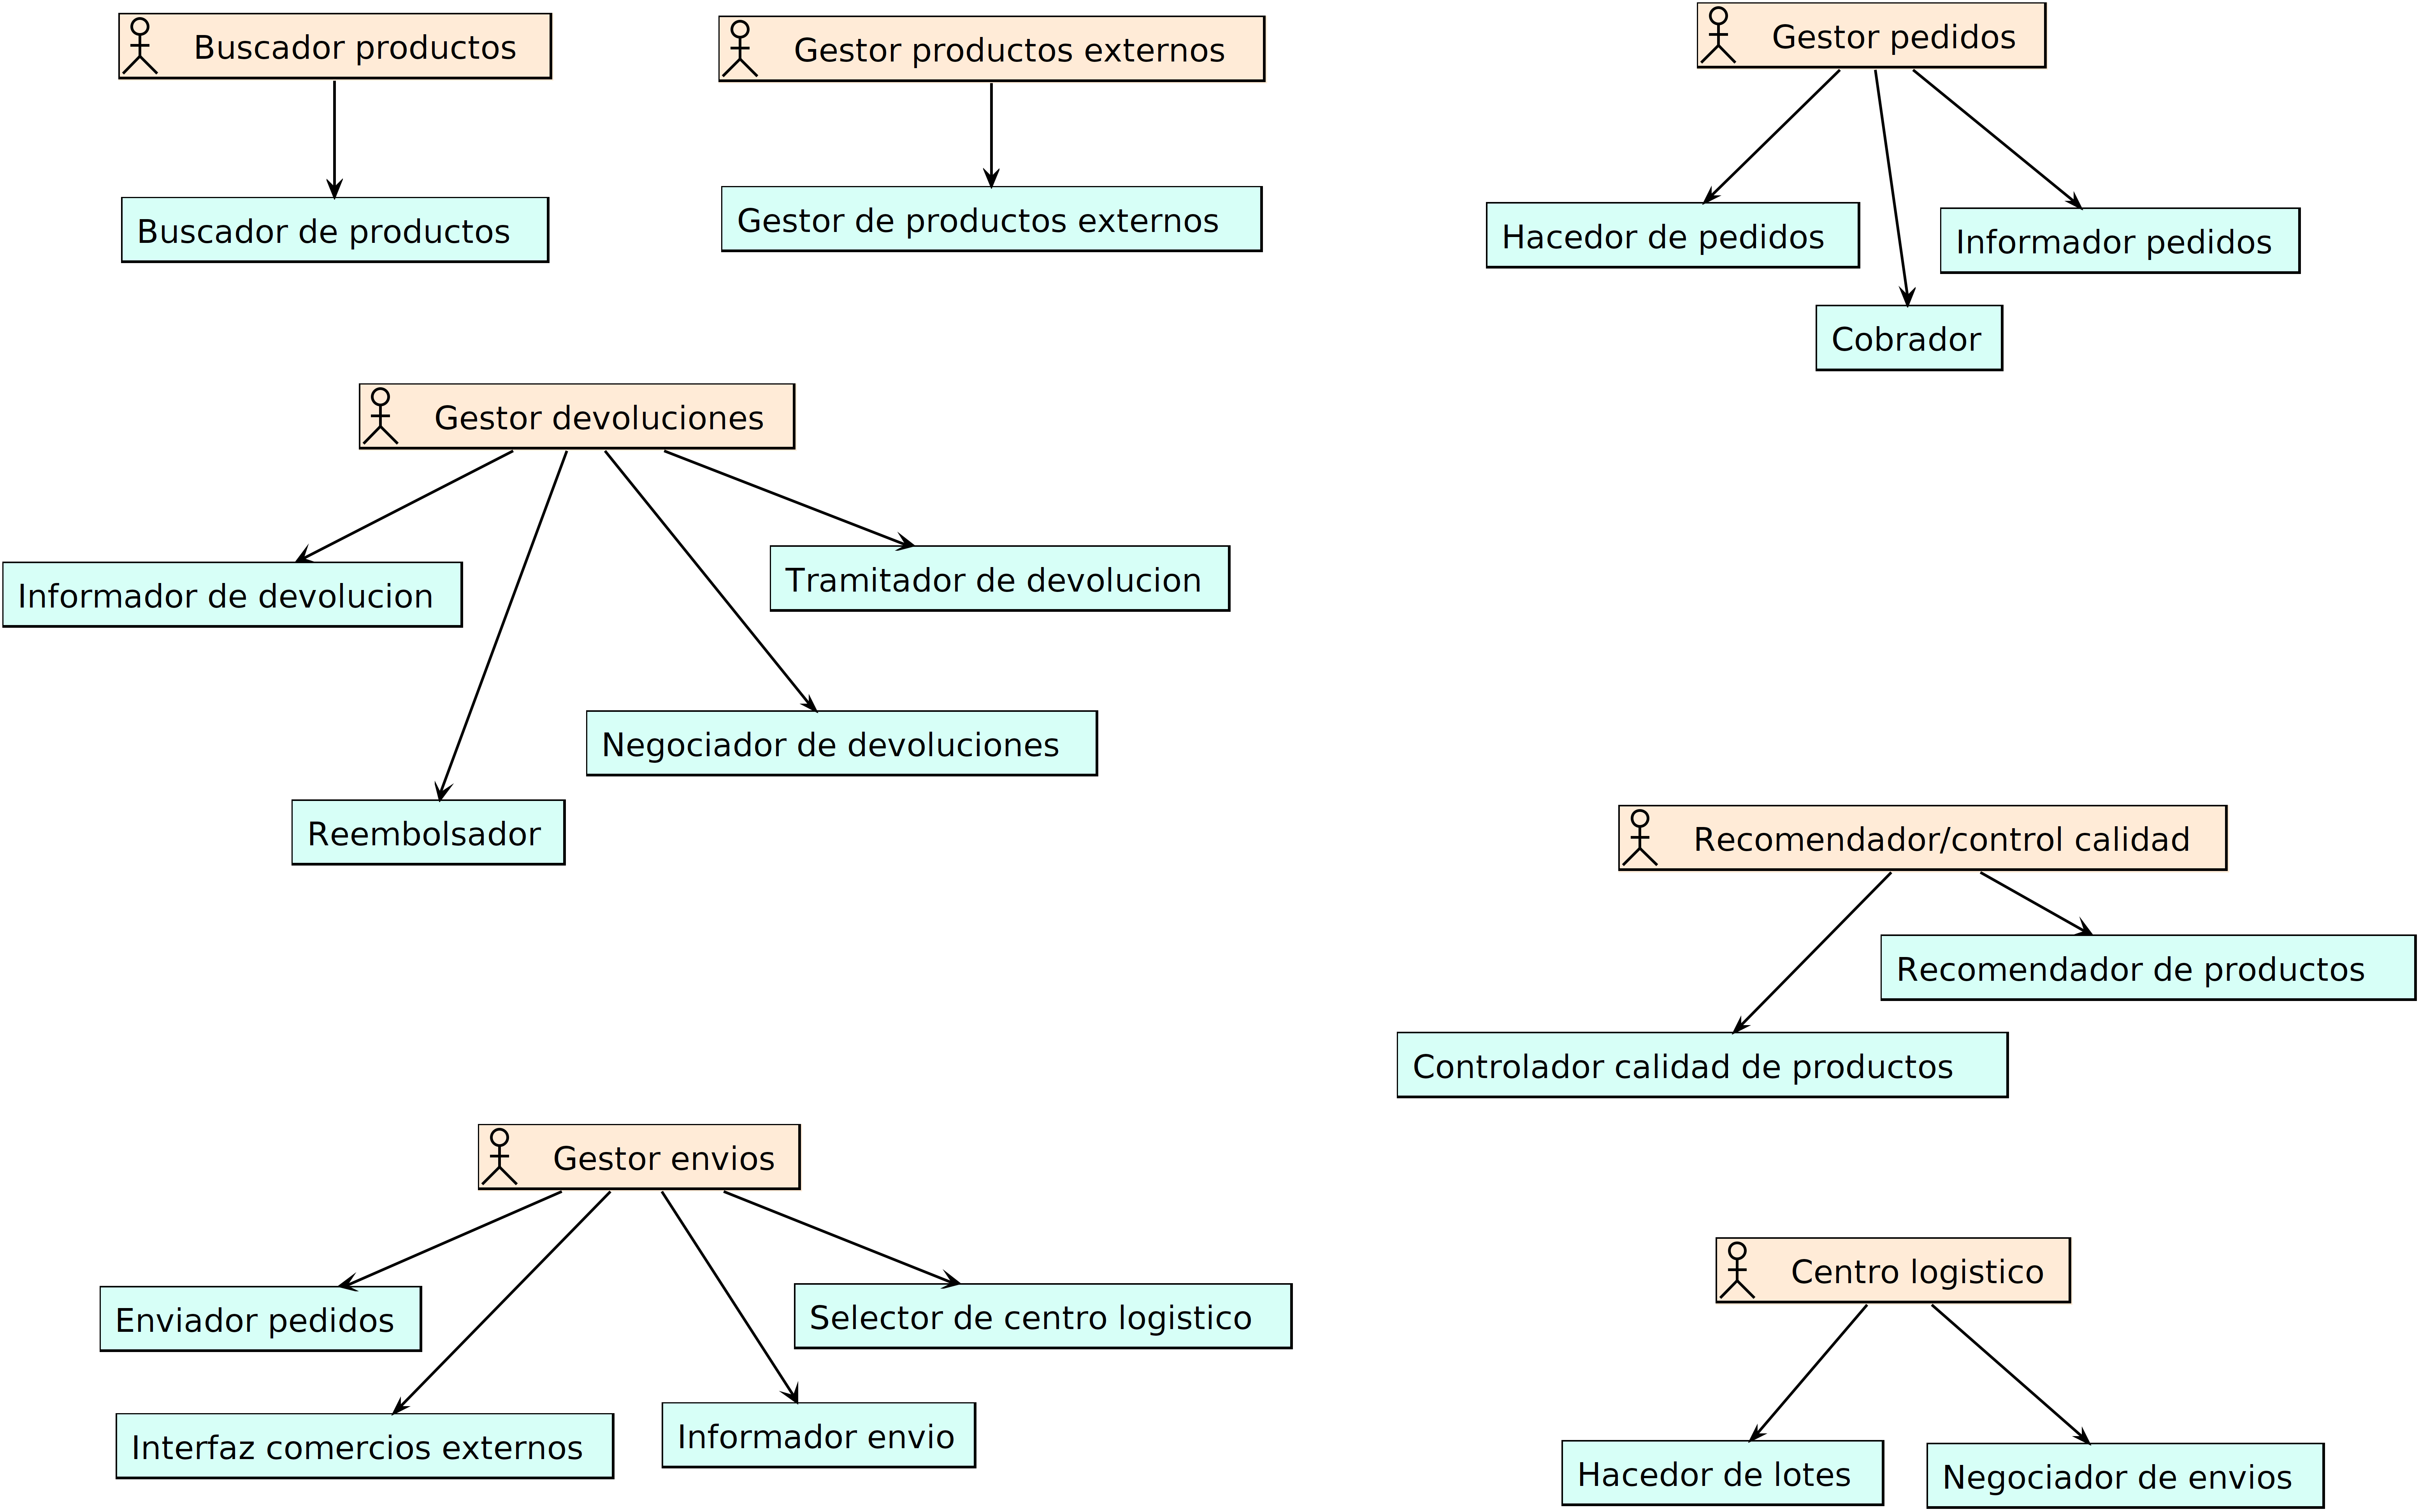 Buscador productos
Gestor productos externos
Gestor pedidos
Buscador de productos
Gestor de productos externos
Hacedor de pedidos
Informador pedidos
Cobrador
Gestor devoluciones
Informador de devolucion
Tramitador de devolucion
Negociador de devoluciones
Reembolsador
Recomendador/control calidad
Recomendador de productos
Controlador calidad de productos
Gestor envios
Enviador pedidos
Selector de centro logistico
Interfaz comercios externos
Informador envio
Centro logistico
Hacedor de lotes
Negociador de envios